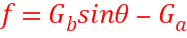 f = G_b sinθ – G_a